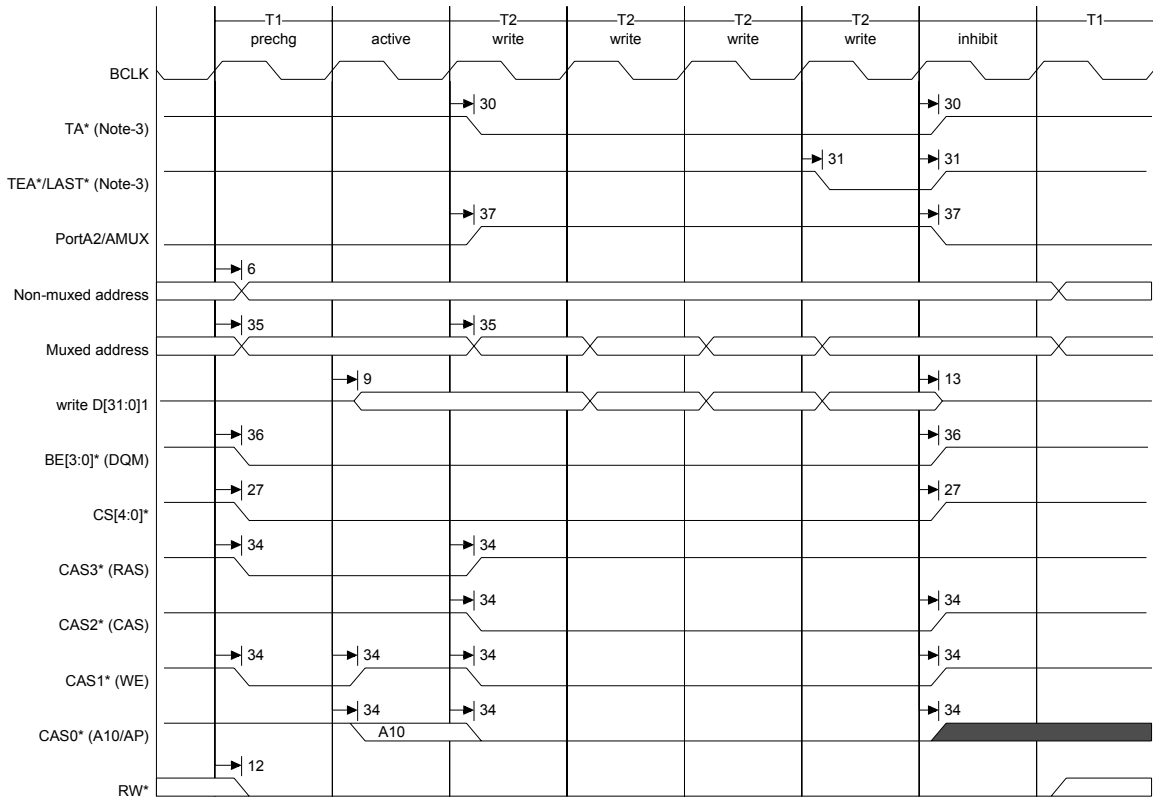 T1 T2 T2 T2 T2 T1
prechg active write write write write inhibit
BCLK
30 30
TA* (Note-3)
31 31
TEA*/LAST* (Note-3)
37 37
PortA2/AMUX
6
Non-muxed address
35 35
Muxed address
9 13
write D[31:0]1
36 36
BE[3:0]* (DQM)
27 27
CS[4:0]*
34 34
CAS3* (RAS)
34 34
CAS2* (CAS)
34 34 34 34
CAS1* (WE)
34 34 34
CAS0* (A10/AP) A10
12
RW*